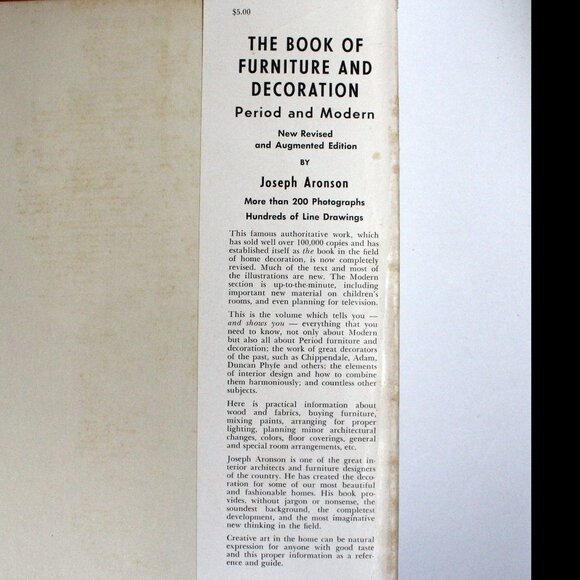 $5.00
THE BOOK OF
FURNITURE AND
DECORATION
Period and Modern
New Revised
and Augmented Edition
BY
Joseph Aronson
More than 200 Photographs
Hundreds of Line Drawings
This famous authoritative work, which
has sold well over 100,000 copies and has
established itself as the book in the field
of home decoration, is now completely
revised. Much of the text and most of
the illustrations are new. The Modern
section is up-to-the-minute, including
important new material on children's
rooms, and even planning for television.
This is the volume which tells you —
and shows you — everything that you
need to know, not only about Modern
but also all about Period furniture and
decoration; the work of great decorators
of the past, such as Chippendale, Adam,
Duncan Phyfe and others; the elements
of interior design and how to combine
them harmoniously; and countless other
subjects.
Here is practical information about
wood and fabrics, buying furniture,
mixing paints, arranging for proper
lighting, planning minor architectural
changes, colors, floor coverings, general
and special room arrangements, etc.
Joseph Aronson is one of the great in-
terior architects and furniture designers
of the country. He has created the deco-
ration for some of our most beautiful
and fashionable homes. His book pro-
vides, without jargon or nonsense, the
soundest background, the completest
development, and the most imaginative
new thinking in the field.
Creative art in the home can be natural
expression for anyone with good taste
and this proper information as a refer-
ence and guide.